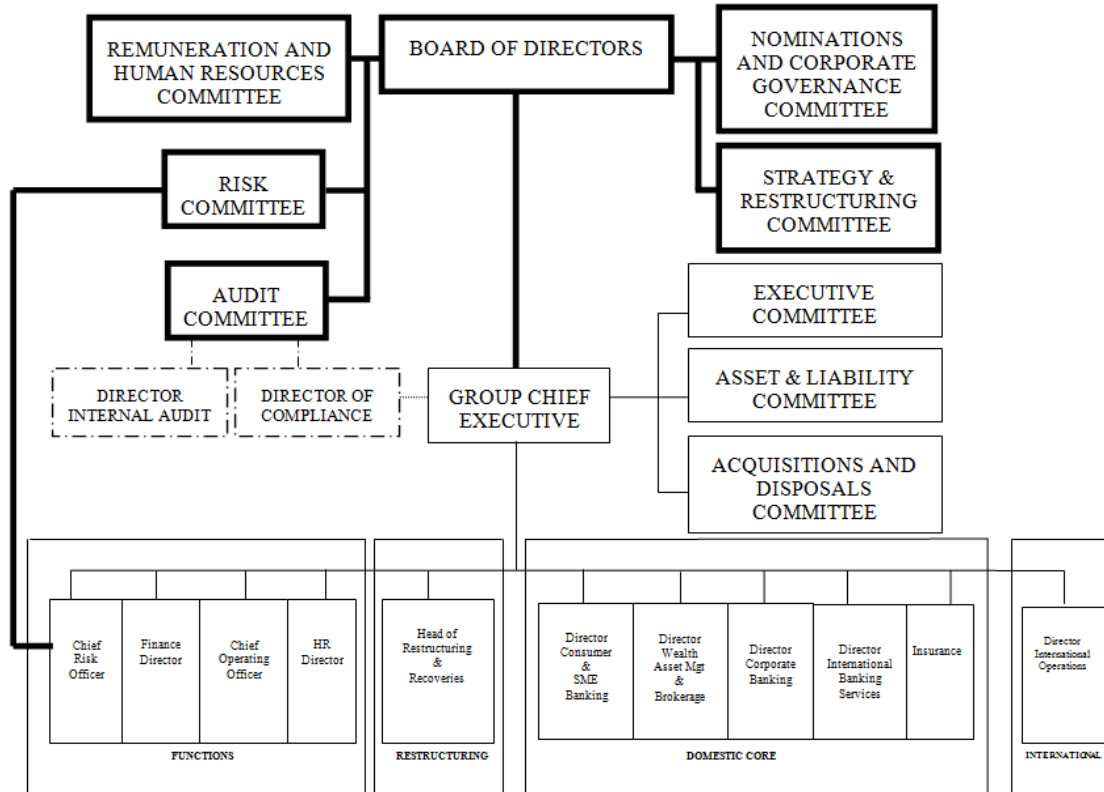 REMUNERATION AND
HUMAN RESOURCES
COMMITTEE
BOARD OF DIRECTORS
NOMINATIONS
AND CORPORATE
GOVERNANCE
COMMITTEE
RISK
COMMITTEE
STRATEGY &
RESTRUCTURING
COMMITTEE
AUDIT
COMMITTEE
EXECUTIVE
COMMITTEE
DIRECTOR
INTERNAL AUDIT
DIRECTOR OF
COMPLIANCE
GROUP CHIEF
EXECUTIVE
ASSET & LIABILITY
COMMITTEE
ACQUISITIONS AND
DISPOSALS
COMMITTEE
Chief
Risk
Officer
Finance
Director
Chief
Operating
Officer
HR
Director
Head of
Restructuring
&
Recoveries
Director
Consumer
&
SME
Banking
Director
Wealth
Asset Mgt
&
Brokerage
Director
Corporate
Banking
Director
International
Banking
Services
Insurance
Director
International
Operations
FUNCTIONS
RESTRUCTURING
DOMESTIC CORE
INTERNATIONAL